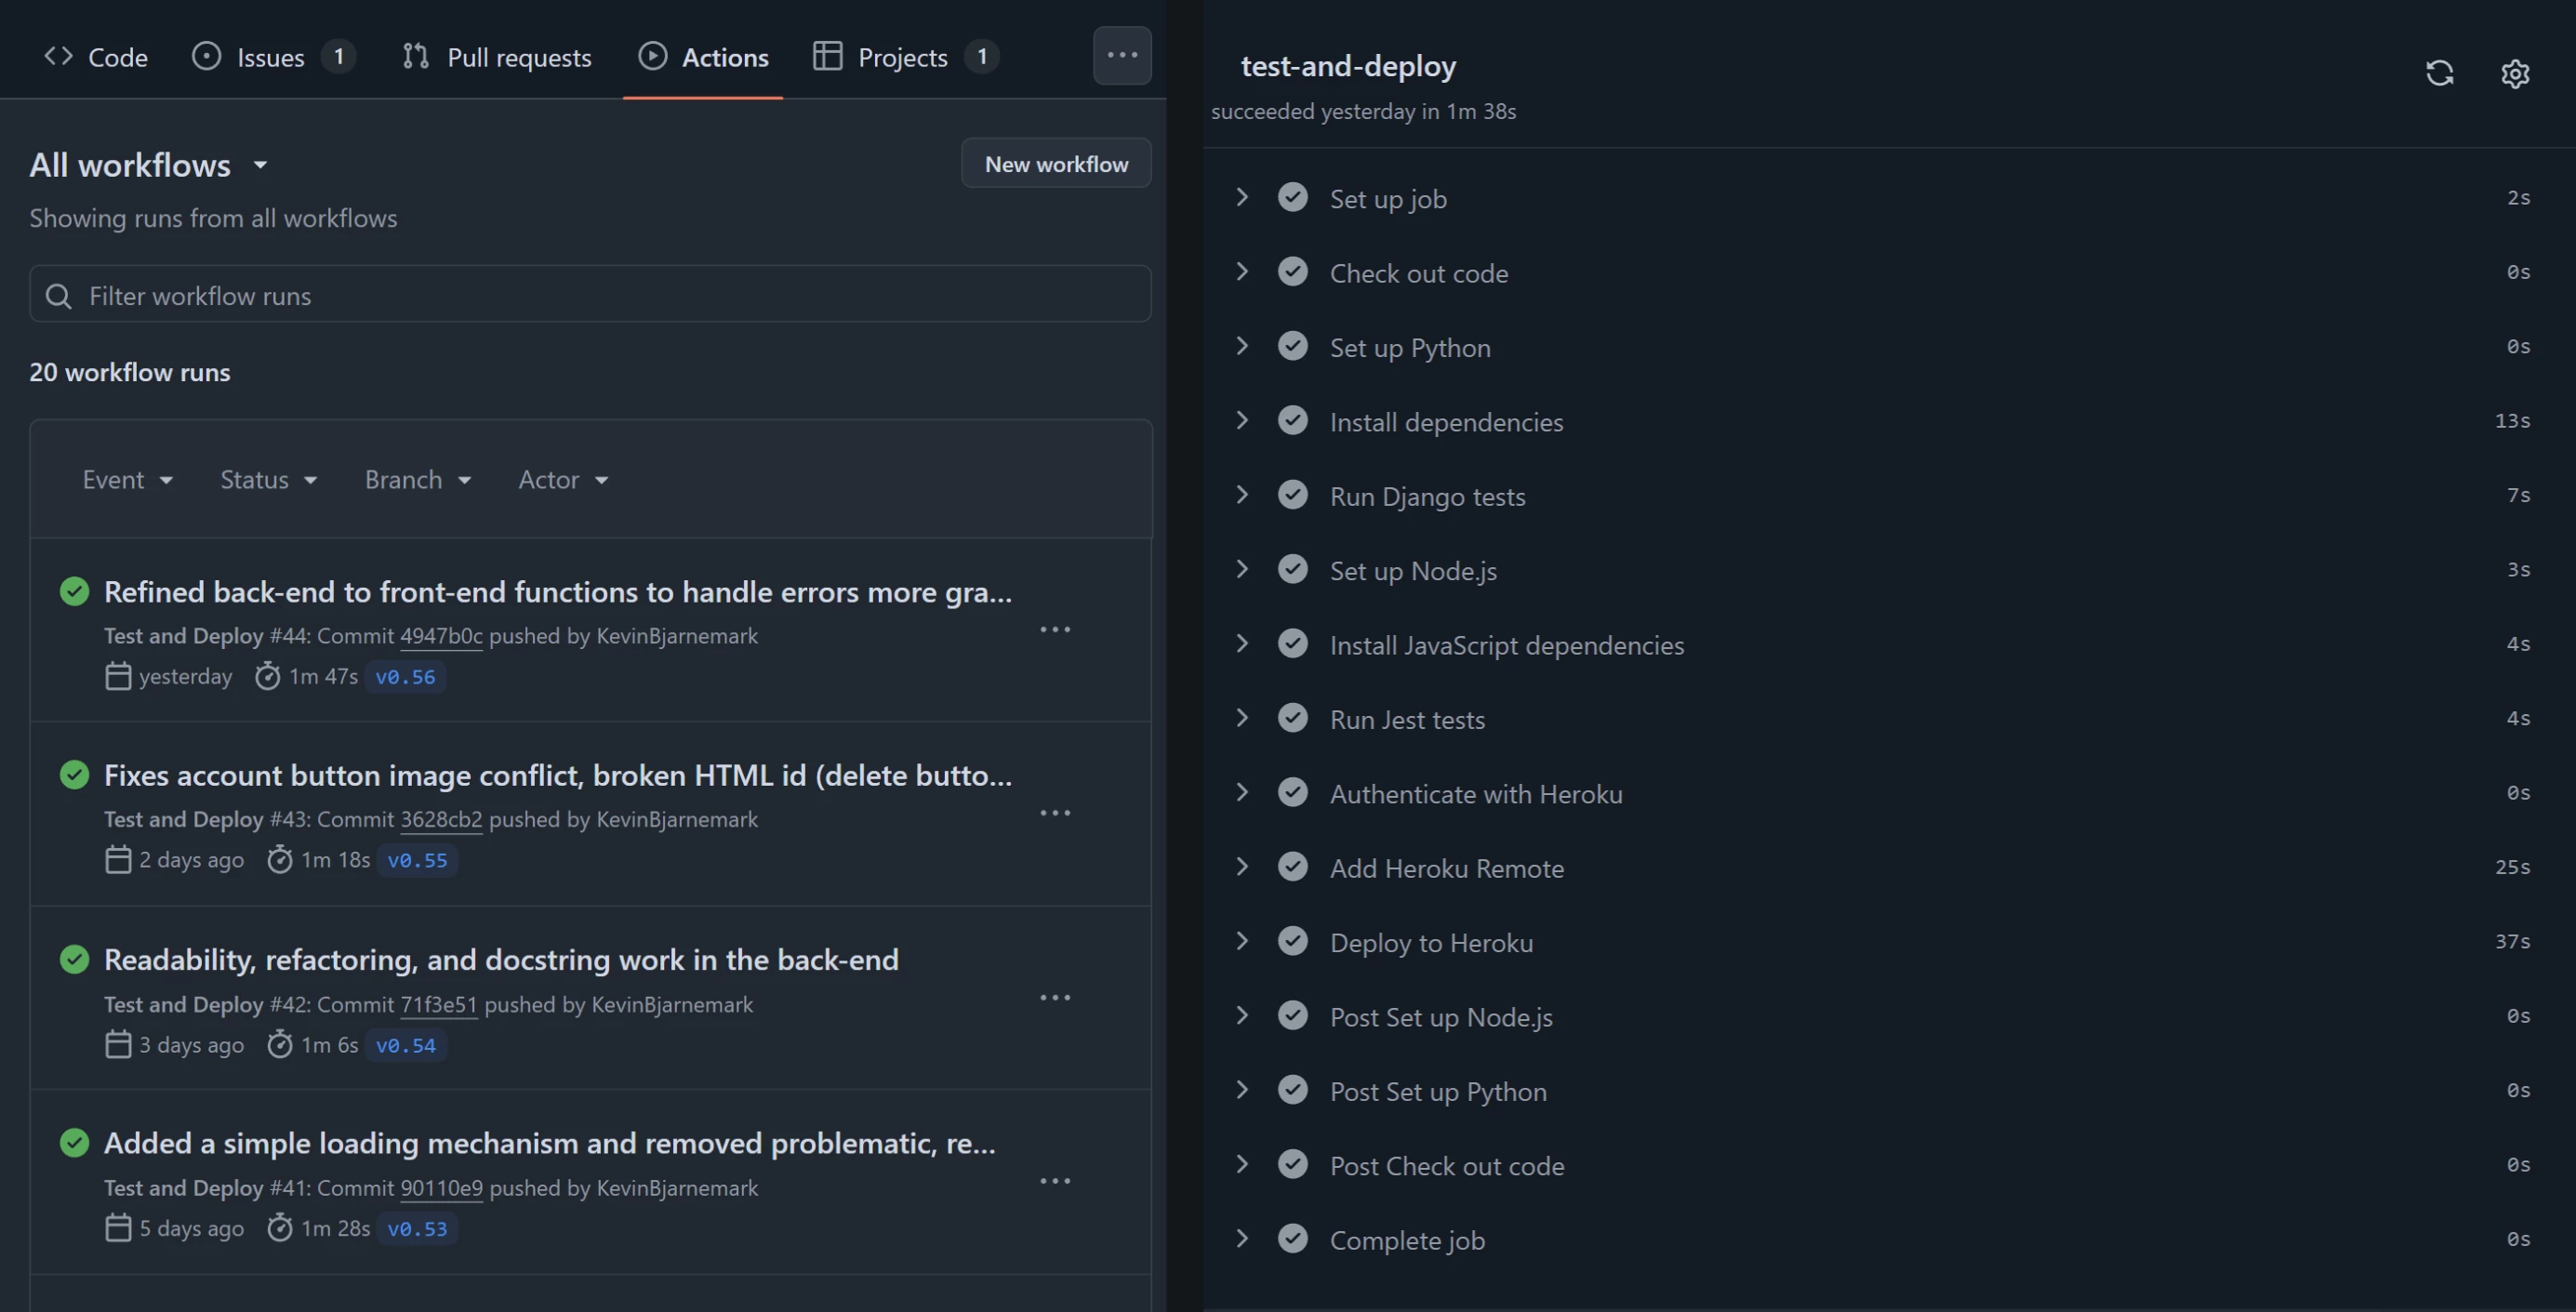 Code Issues 1 Pull requests Actions Projects 1 ...
All workflows
New workflow
Showing runs from all workflows
Filter workflow runs
20 workflow runs
Event Status Branch Actor
Refined back-end to front-end functions to handle errors more gra...
Test and Deploy #44: Commit 4947b0c pushed by KevinBjarnemark
yesterday 1m 47s v0.56
Fixes account button image conflict, broken HTML id (delete butto...
Test and Deploy #43: Commit 3628cb2 pushed by KevinBjarnemark
2 days ago 1m 18s v0.55
Readability, refactoring, and docstring work in the back-end
Test and Deploy #42: Commit 71f3e51 pushed by KevinBjarnemark
3 days ago 1m 6s v0.54
Added a simple loading mechanism and removed problematic, re...
Test and Deploy #41: Commit 90110e9 pushed by KevinBjarnemark
5 days ago 1m 28s v0.53
test-and-deploy
succeeded yesterday in 1m 38s
Set up job 2s
Check out code 0s
Set up Python 0s
Install dependencies 13s
Run Django tests 7s
Set up Node.js 3s
Install JavaScript dependencies 4s
Run Jest tests 4s
Authenticate with Heroku 0s
Add Heroku Remote 25s
Deploy to Heroku 37s
Post Set up Node.js 0s
Post Set up Python 0s
Post Check out code 0s
Complete job 0s